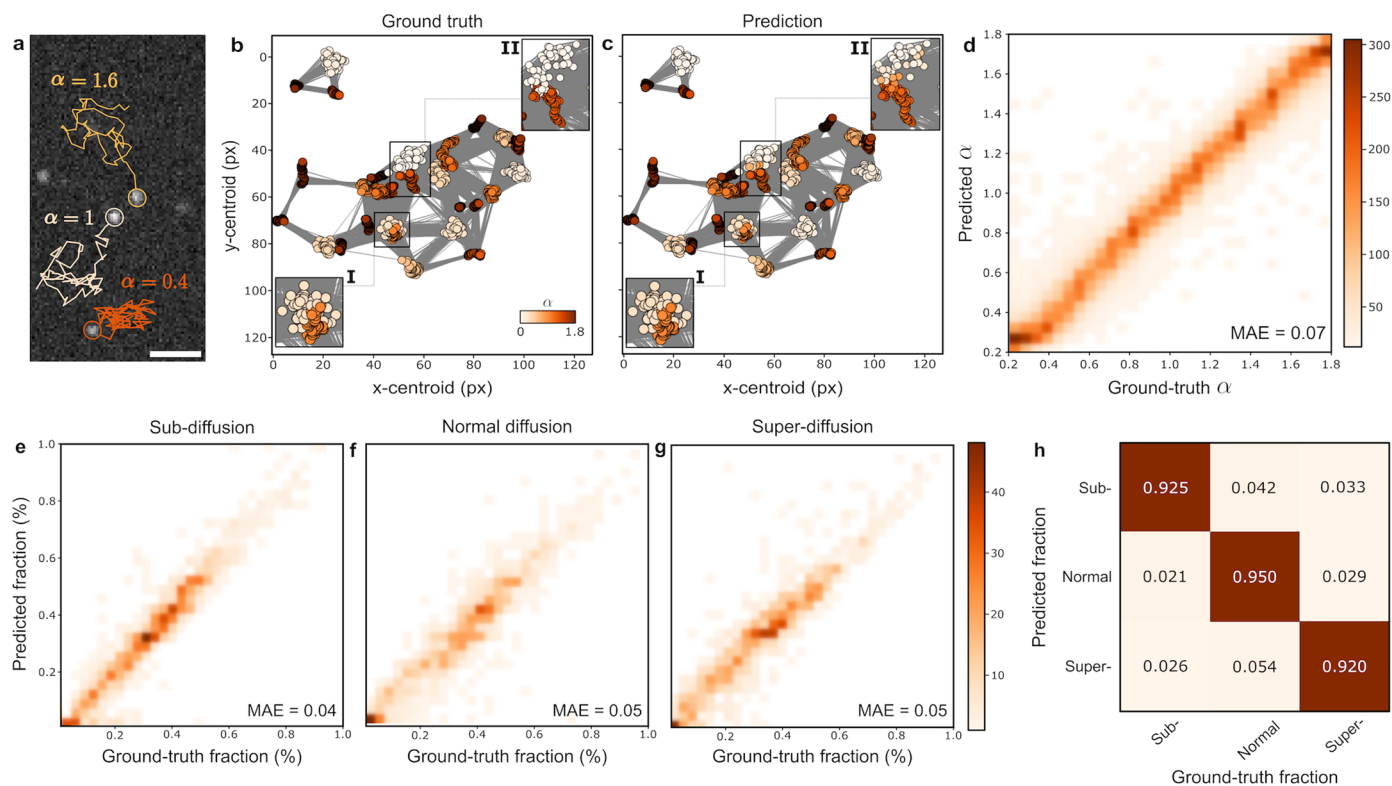 a
α = 1.6
α = 1
α = 0.4
Ground truth
b
II
I
α
0 1.8
0
20
40
60
80
100
120
y-centroid (px)
0 20 40 60 80 100 120
x-centroid (px)
Prediction
c
II
I
0 20 40 60 80 100 120
x-centroid (px)
d
1.8
1.6
1.4
1.2
1.0
0.8
0.6
0.4
0.2
Predicted α
MAE = 0.07
0.2 0.4 0.6 0.8 1.0 1.2 1.4 1.6 1.8
Ground-truth α
300
250
200
150
100
50
Sub-diffusion
e
1.0
0.8
0.6
0.4
0.2
Predicted fraction (%)
MAE = 0.04
0.2 0.4 0.6 0.8 1.0
Ground-truth fraction (%)
Normal diffusion
f
MAE = 0.05
0.2 0.4 0.6 0.8 1.0
Ground-truth fraction (%)
Super-diffusion
g
MAE = 0.05
0.2 0.4 0.6 0.8 1.0
Ground-truth fraction (%)
40
30
20
10
h
Predicted fraction
Sub- 0.925 0.042 0.033
Normal 0.021 0.950 0.029
Super- 0.026 0.054 0.920
Sub- Normal Super-
Ground-truth fraction